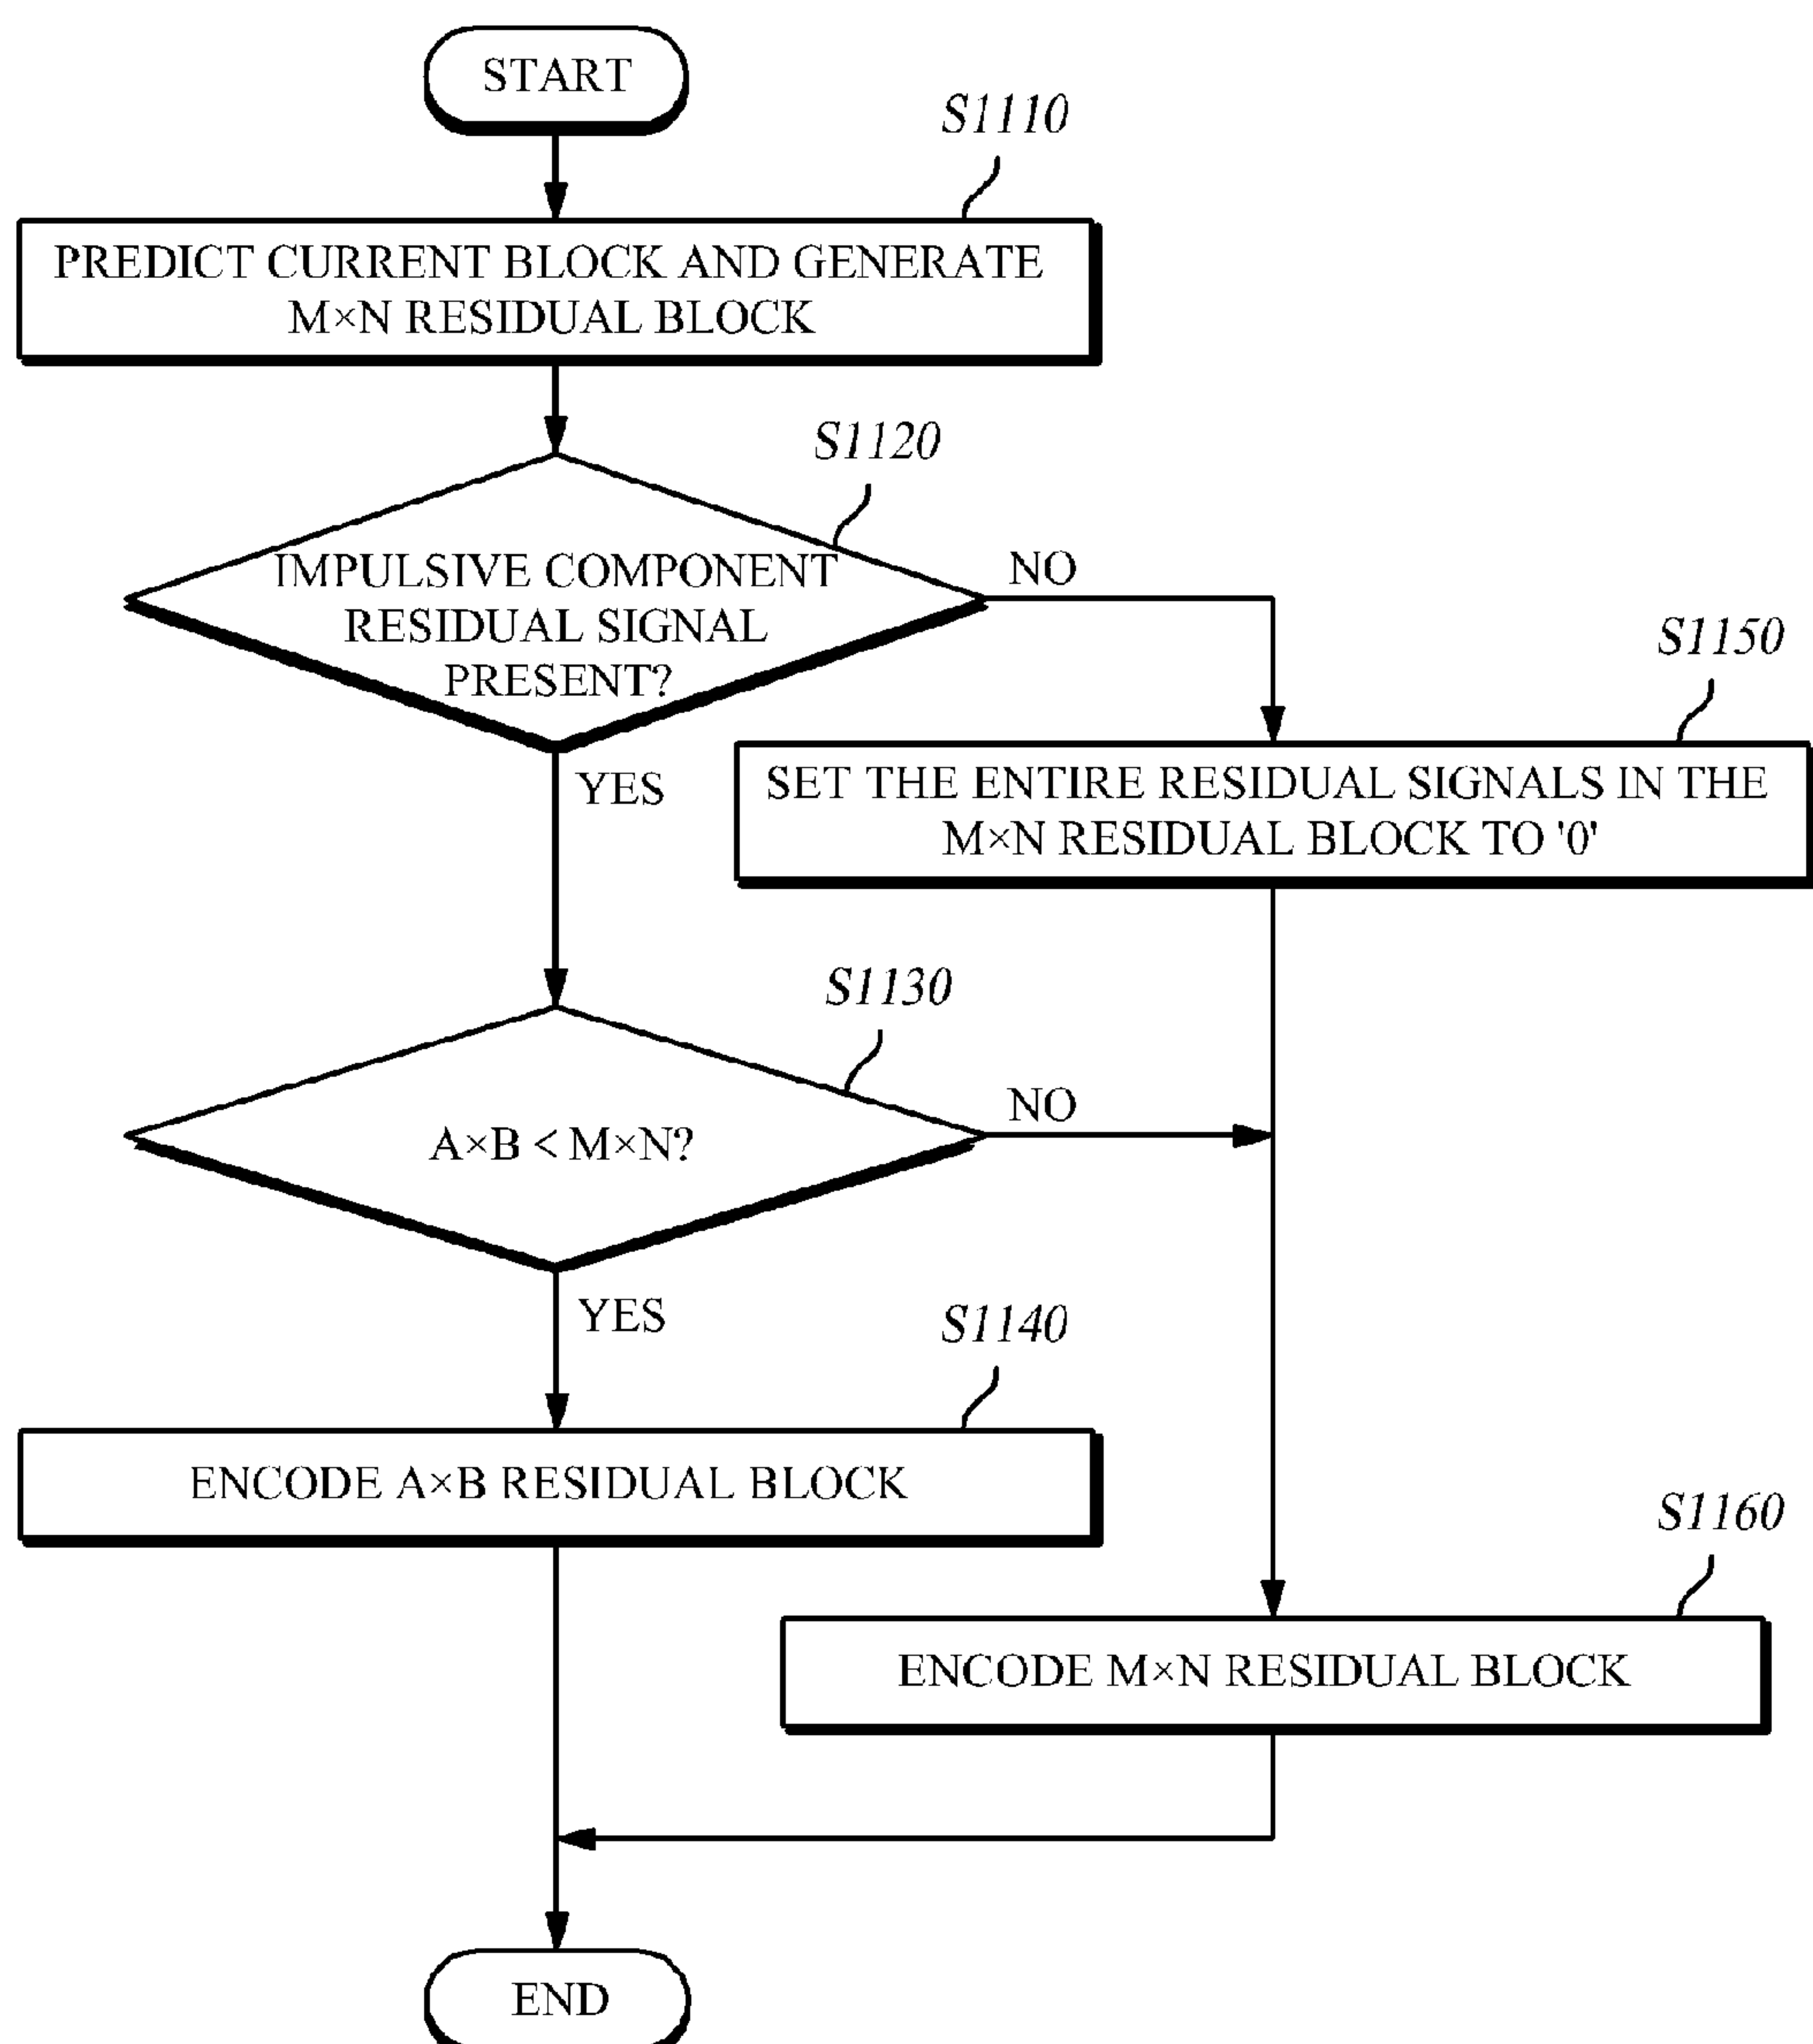 START
S1110
PREDICT CURRENT BLOCK AND GENERATE
M×N RESIDUAL BLOCK
S1120
IMPULSIVE COMPONENT
RESIDUAL SIGNAL
PRESENT?
NO
YES
S1150
SET THE ENTIRE RESIDUAL SIGNALS IN THE
M×N RESIDUAL BLOCK TO '0'
S1130
A×B < M×N?
NO
YES
S1140
ENCODE A×B RESIDUAL BLOCK
S1160
ENCODE M×N RESIDUAL BLOCK
END